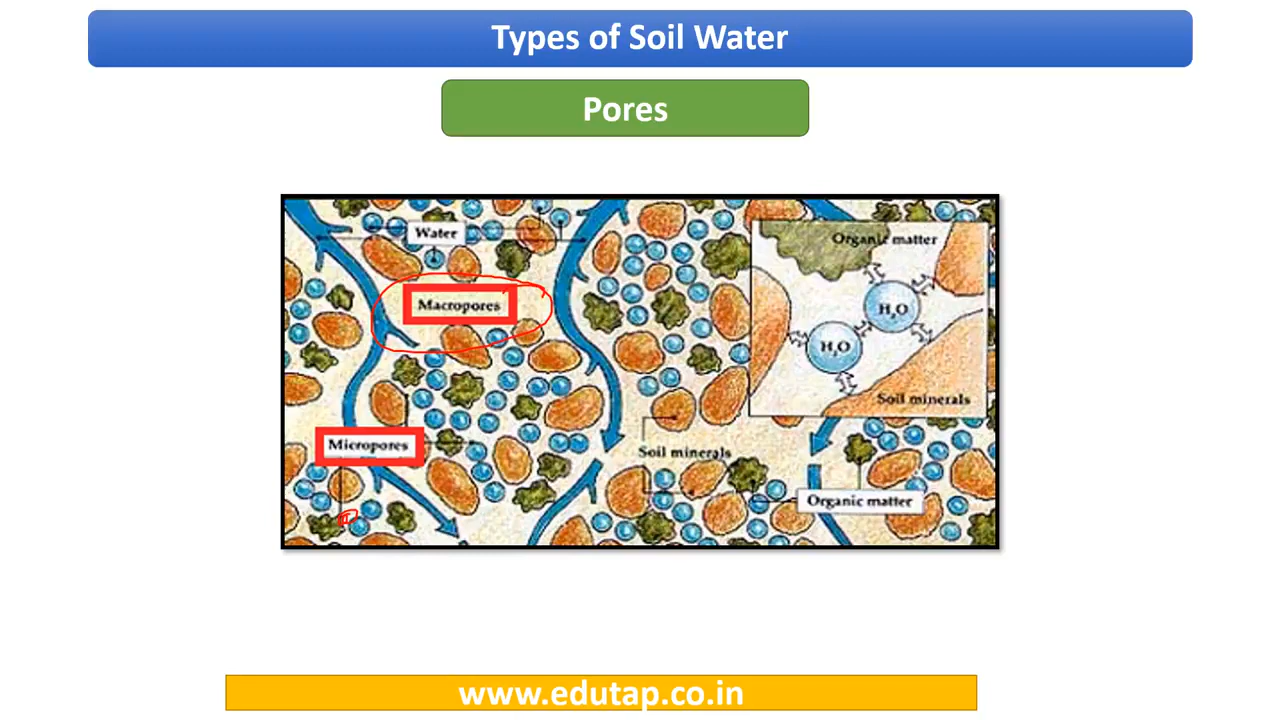 Types of Soil Water
Pores
Water
Organic matter
Macropores
H₂O
H₂O
Soil minerals
Micropores
Soil minerals
Organic matter
www.edutap.co.in